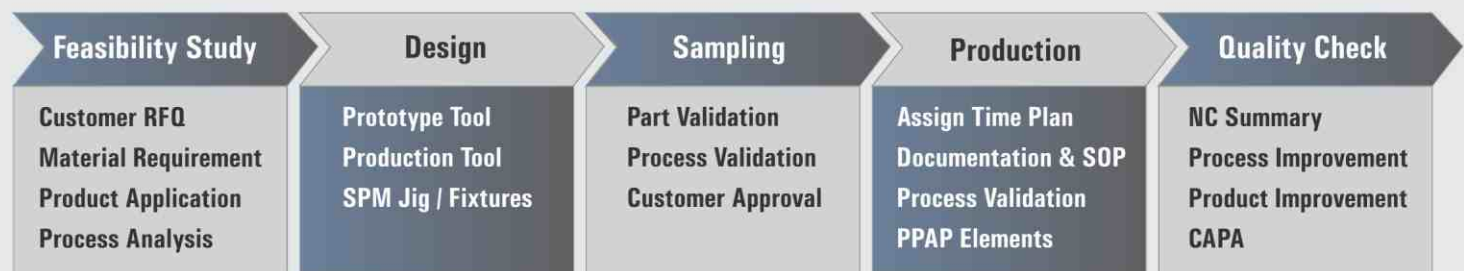 Feasibility Study
Customer RFQ
Material Requirement
Product Application
Process Analysis
Design
Prototype Tool
Production Tool
SPM Jig / Fixtures
Sampling
Part Validation
Process Validation
Customer Approval
Production
Assign Time Plan
Documentation & SOP
Process Validation
PPAP Elements
Quality Check
NC Summary
Process Improvement
Product Improvement
CAPA